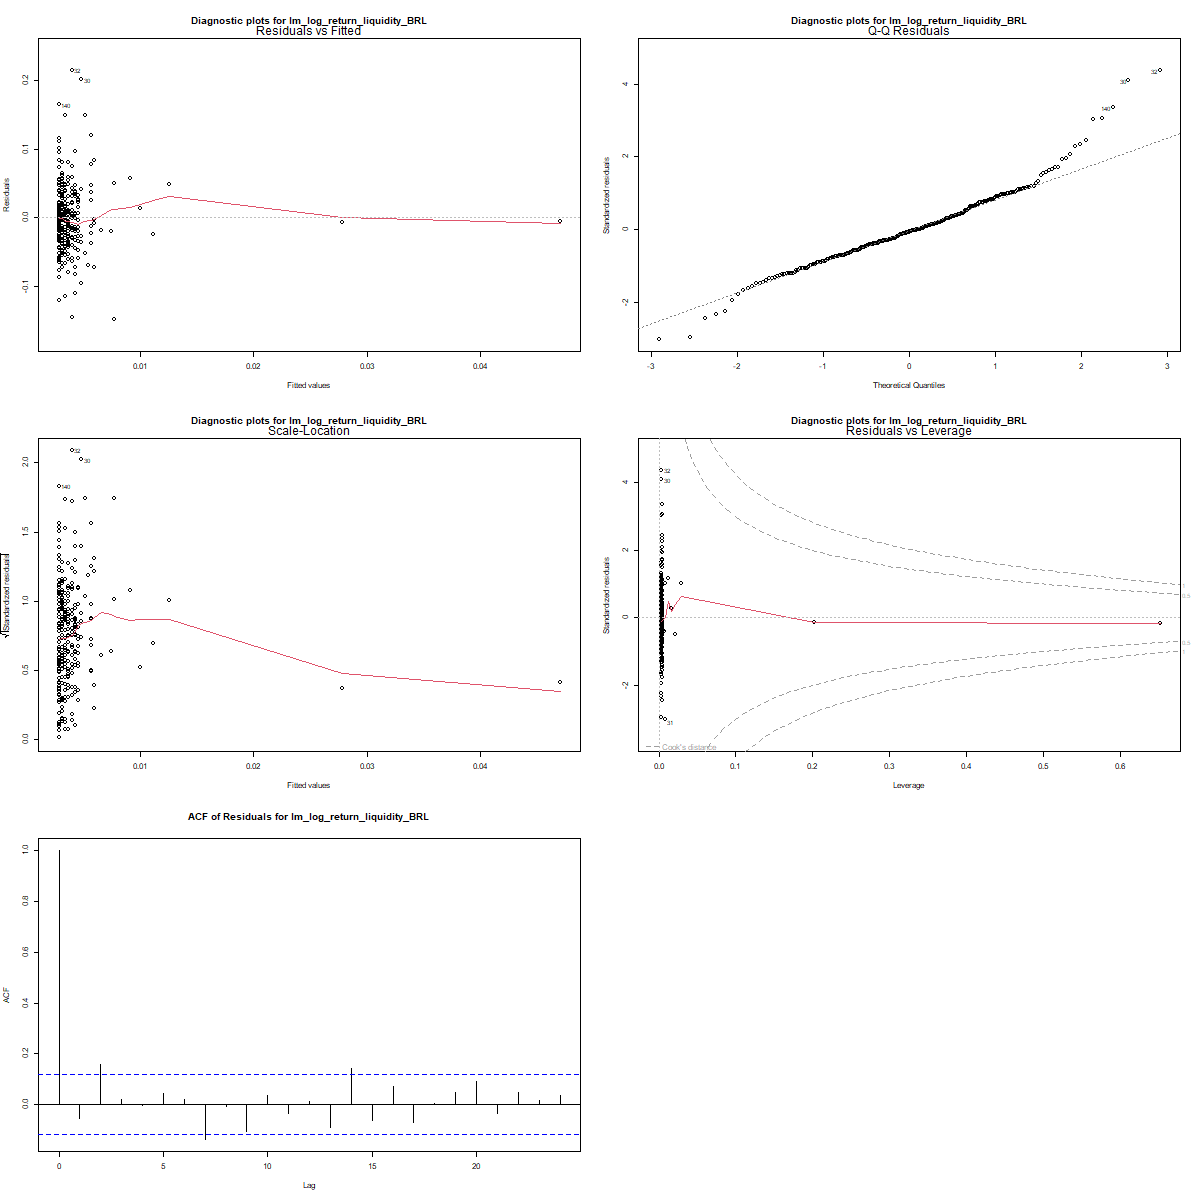 Diagnostic plots for lm_log_return_liquidity_BRL
Residuals vs Fitted
Residuals
0.2
0.1
0.0
-0.1
32
30
140
0.01 0.02 0.03 0.04
Fitted values
Diagnostic plots for lm_log_return_liquidity_BRL
Q-Q Residuals
Standardized residuals
4
2
0
-2
32
30
140
-3 -2 -1 0 1 2 3
Theoretical Quantiles
Diagnostic plots for lm_log_return_liquidity_BRL
Scale-Location
√|Standardized residuals|
2.0
1.5
1.0
0.5
0.0
32
30
140
0.01 0.02 0.03 0.04
Fitted values
Diagnostic plots for lm_log_return_liquidity_BRL
Residuals vs Leverage
Standardized residuals
4
2
0
-2
32
30
31
1
0.5
0.5
1
Cook's distance
0.0 0.1 0.2 0.3 0.4 0.5 0.6
Leverage
ACF of Residuals for lm_log_return_liquidity_BRL
ACF
1.0
0.8
0.6
0.4
0.2
0.0
0 5 10 15 20
Lag